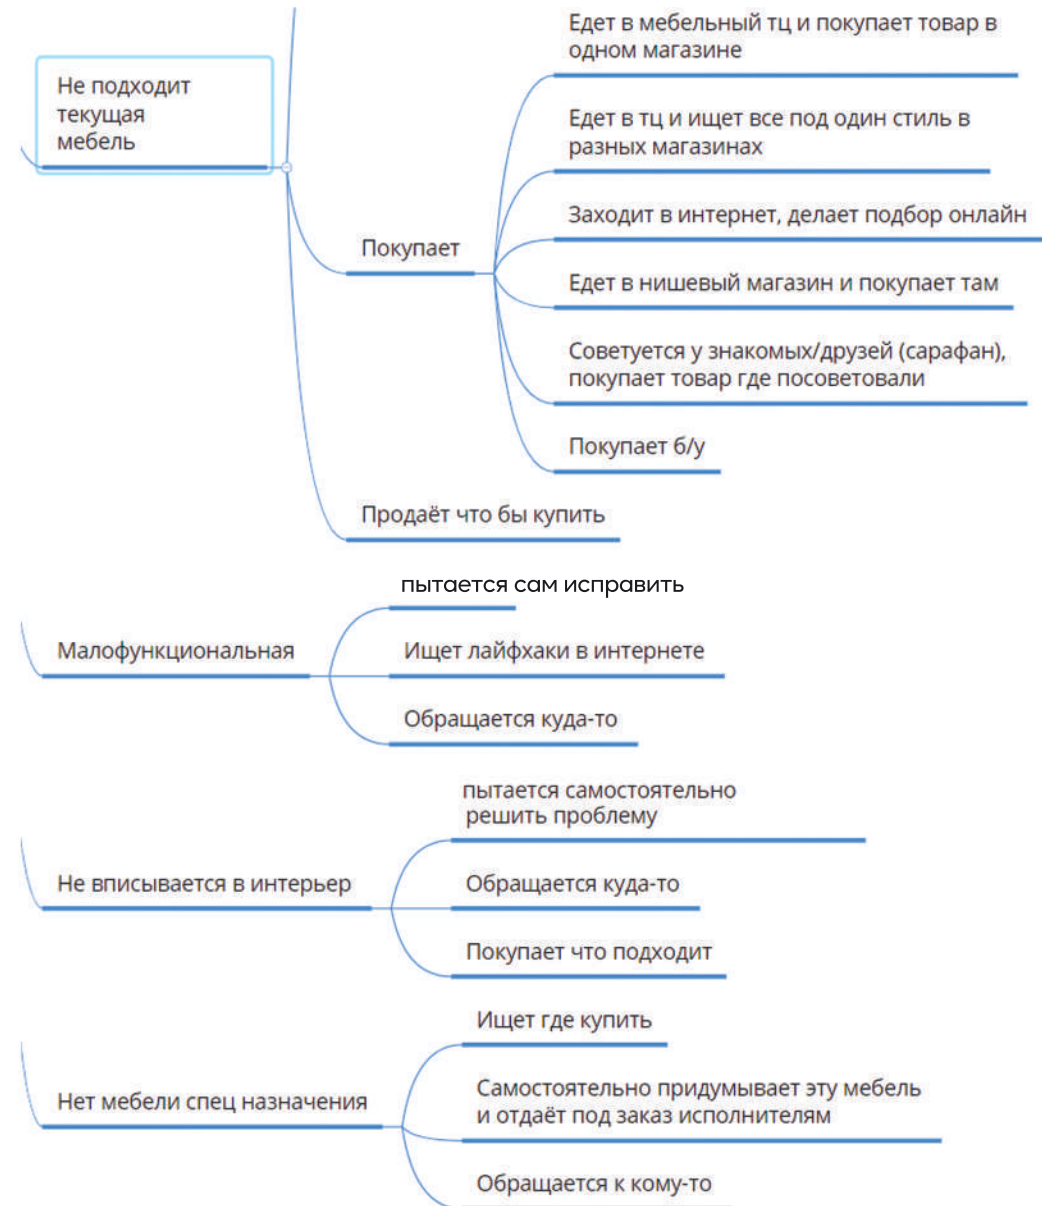 Едет в мебельный тц и покупает товар в
одном магазине
Не подходит
текущая
мебель
Едет в тц и ищет все под один стиль в
разных магазинах
Заходит в интернет, делает подбор онлайн
Покупает
Едет в нишевый магазин и покупает там
Советуется у знакомых/друзей (сарафан),
покупает товар где посоветовали
Покупает б/у
Продаёт что бы купить
пытается сам исправить
Малофункциональная
Ищет лайфхаки в интернете
Обращается куда-то
пытается самостоятельно
решить проблему
Не вписывается в интерьер
Обращается куда-то
Покупает что подходит
Ищет где купить
Нет мебели спец назначения
Самостоятельно придумывает эту мебель
и отдаёт под заказ исполнителям
Обращается к кому-то